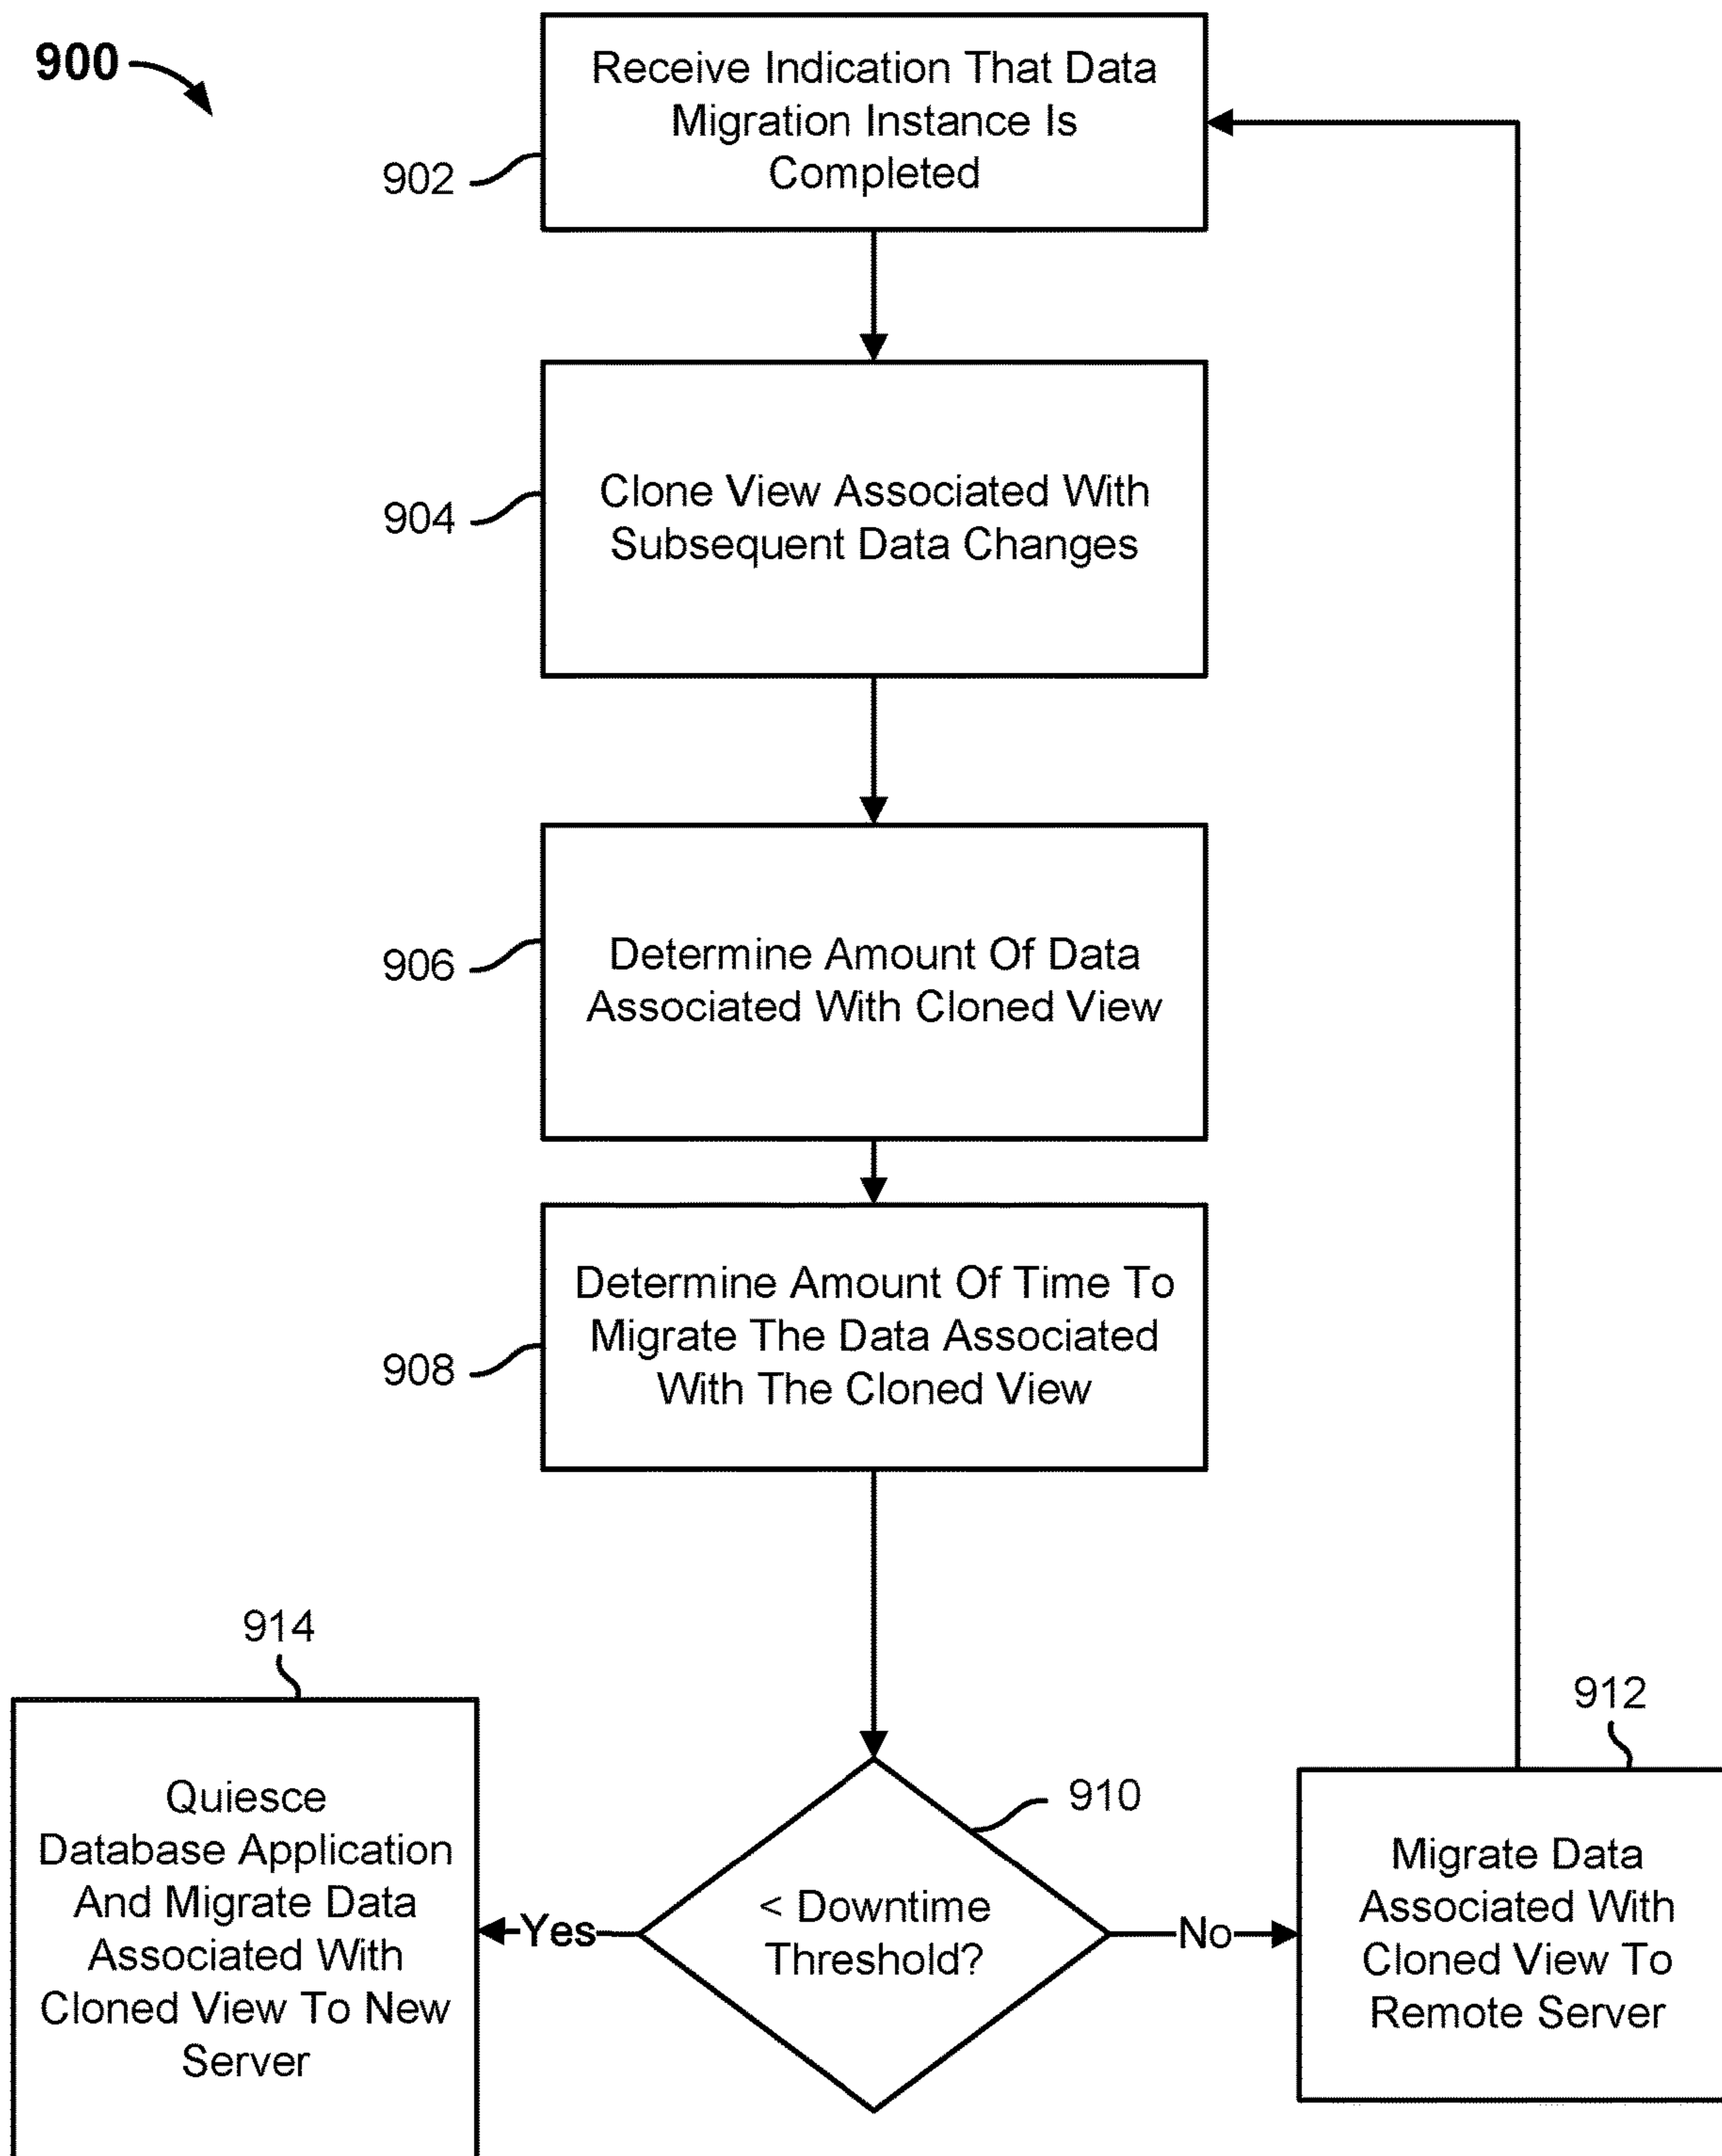 900
Receive Indication That Data
Migration Instance Is
Completed
902
Clone View Associated With
Subsequent Data Changes
904
Determine Amount Of Data
Associated With Cloned View
906
Determine Amount Of Time To
Migrate The Data Associated
With The Cloned View
908
< Downtime
Threshold?
910
Yes
No
914
Quiesce
Database Application
And Migrate Data
Associated With
Cloned View To New
Server
912
Migrate Data
Associated With
Cloned View To
Remote Server